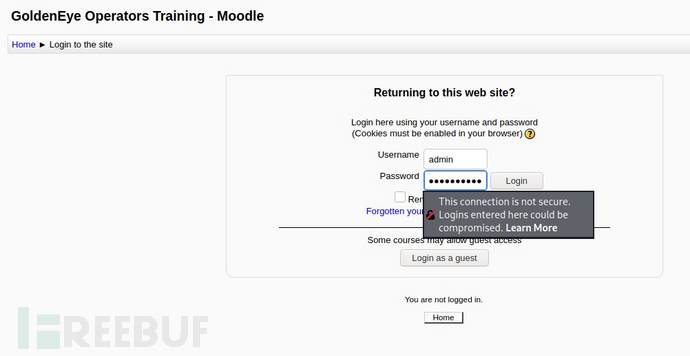 GoldenEye Operators Training - Moodle
Home ► Login to the site
Returning to this web site?
Login here using your username and password
(Cookies must be enabled in your browser) ?
Username admin
Password ●●●●●●●●●● Login
Forgotten your
This connection is not secure.
Logins entered here could be
compromised. Learn More
Some courses may allow guest access
Login as a guest
You are not logged in.
Home
FREEBUF